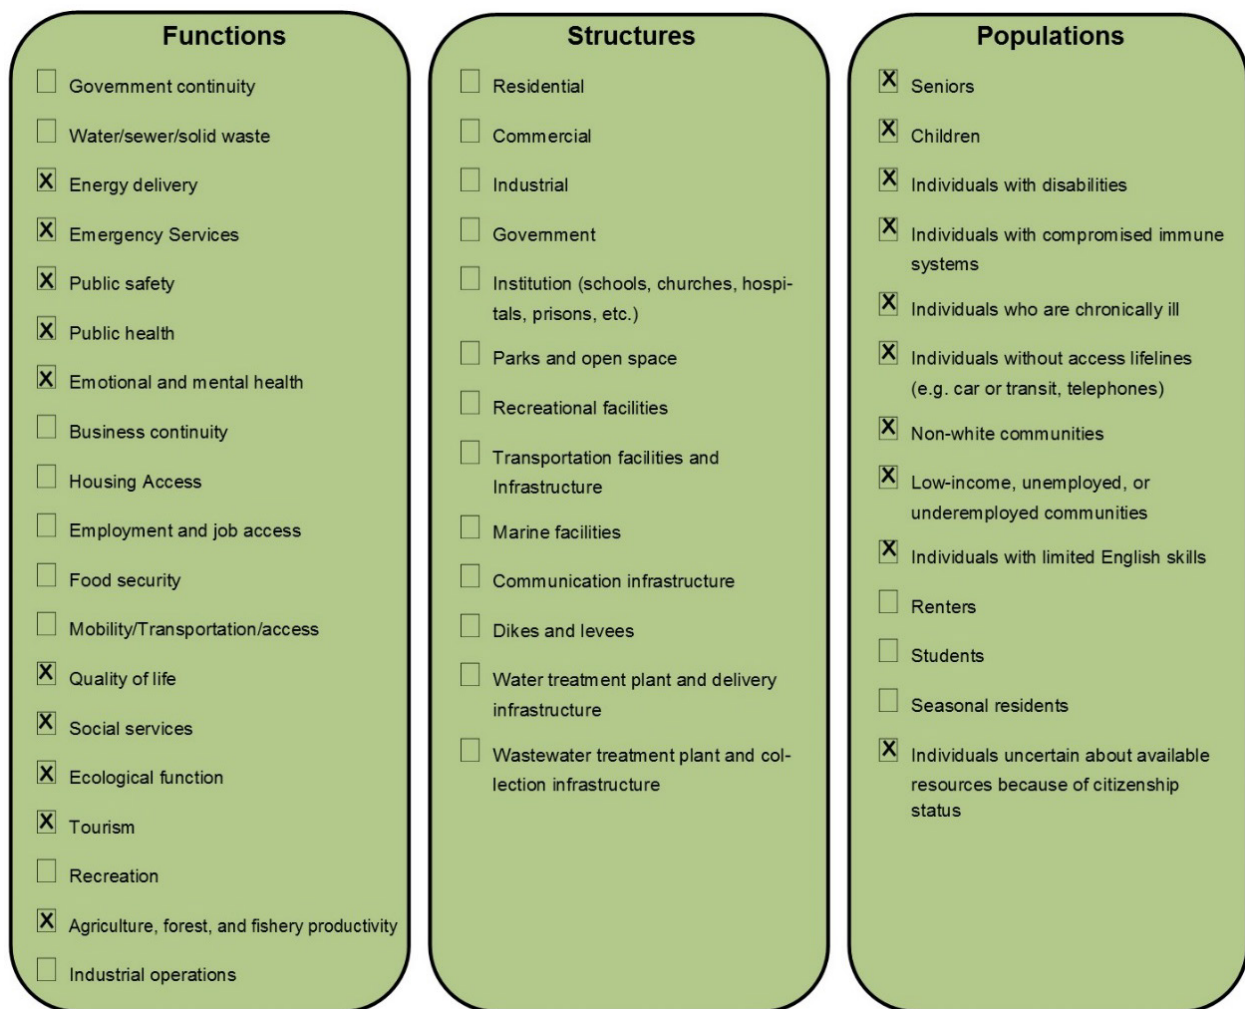 Functions
Government continuity
Water/sewer/solid waste
X Energy delivery
X Emergency Services
X Public safety
X Public health
X Emotional and mental health
Business continuity
Housing Access
Employment and job access
Food security
Mobility/Transportation/access
X Quality of life
X Social services
X Ecological function
X Tourism
Recreation
X Agriculture, forest, and fishery productivity
Industrial operations
Structures
Residential
Commercial
Industrial
Government
Institution (schools, churches, hospi-
tals, prisons, etc.)
Parks and open space
Recreational facilities
Transportation facilities and
Infrastructure
Marine facilities
Communication infrastructure
Dikes and levees
Water treatment plant and delivery
infrastructure
Wastewater treatment plant and col-
lection infrastructure
Populations
X Seniors
X Children
X Individuals with disabilities
X Individuals with compromised immune
systems
X Individuals who are chronically ill
X Individuals without access lifelines
(e.g. car or transit, telephones)
X Non-white communities
X Low-income, unemployed, or
underemployed communities
X Individuals with limited English skills
Renters
Students
Seasonal residents
X Individuals uncertain about available
resources because of citizenship
status